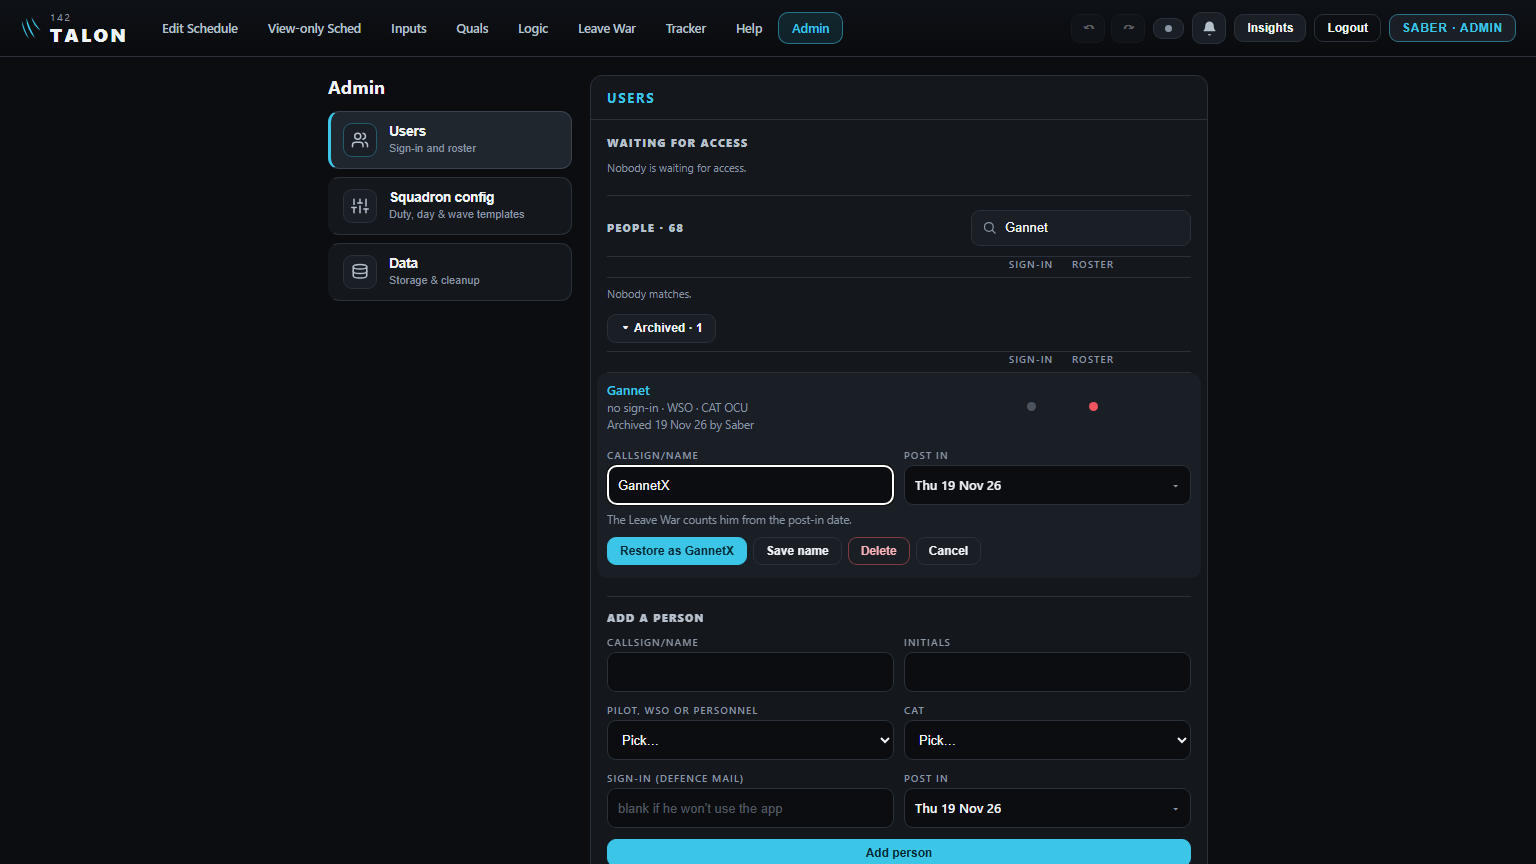 142
TALON
Edit Schedule
View-only Sched
Inputs
Quals
Logic
Leave War
Tracker
Help
Admin
Insights
Logout
SABER · ADMIN
Admin
Users
Sign-in and roster
Squadron config
Duty, day & wave templates
Data
Storage & cleanup
USERS
WAITING FOR ACCESS
Nobody is waiting for access.
PEOPLE · 68
Gannet
SIGN-IN ROSTER
Nobody matches.
Archived · 1
SIGN-IN ROSTER
Gannet
no sign-in · WSO · CAT OCU
Archived 19 Nov 26 by Saber
CALLSIGN/NAME
POST IN
GannetX
Thu 19 Nov 26
The Leave War counts him from the post-in date.
Restore as GannetX
Save name
Delete
Cancel
ADD A PERSON
CALLSIGN/NAME
INITIALS
PILOT, WSO OR PERSONNEL
CAT
Pick...
Pick...
SIGN-IN (DEFENCE MAIL)
POST IN
blank if he won't use the app
Thu 19 Nov 26
Add person